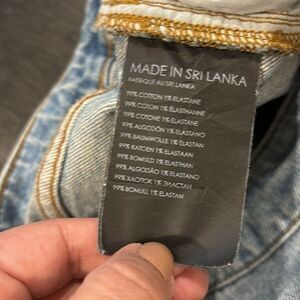 MADE IN SRI LANKA
FABRIQUÉ AU SRI LANKA
99% COTTON 1% ELASTANE
99% COTON 1% ÉLASTHANNE
99% COTONE 1% ELASTANE
99% ALGODÓN 1% ELASTANO
99% BAUMWOLLE 1% ELASTAN
99% KATOEN 1% ELASTAAN
99% BOMULD 1% ELASTHAN
99% ALGODÃO 1% ELASTANO
99% ХЛОПОК 1% ЭЛАСТАН
99% BOMULL 1% ELASTAN